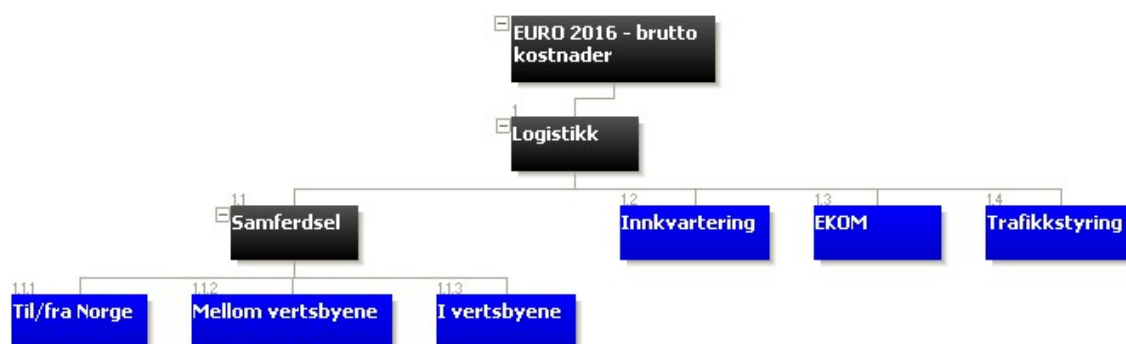 EURO 2016 - brutto
kostnader
1
Logistikk
1.1
Samferdsel
1.2
Innkvartering
1.3
EKOM
1.4
Trafikkstyring
1.1.1
Til/fra Norge
1.1.2
Mellom vertsbyene
1.1.3
I vertsbyene